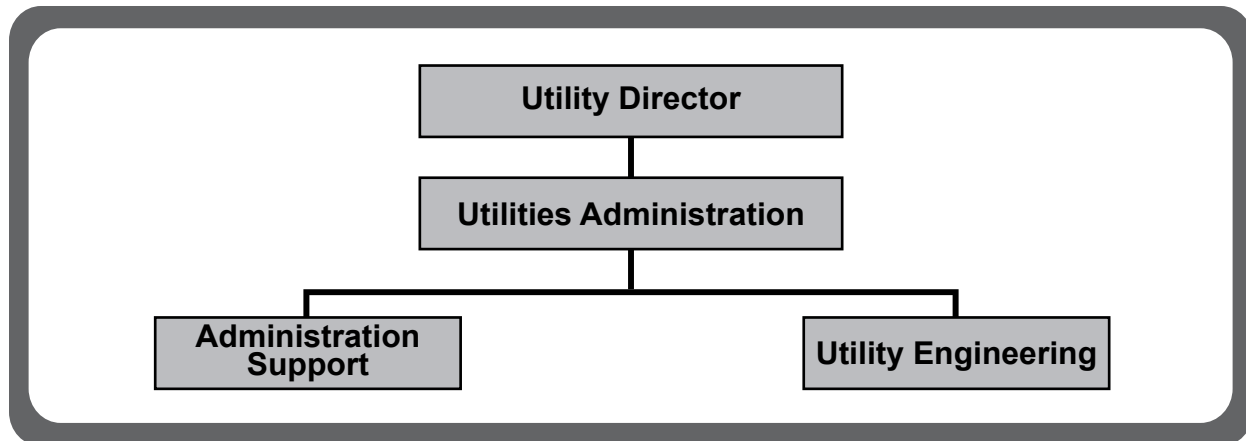 Utility Director
Utilities Administration
Administration
Support
Utility Engineering